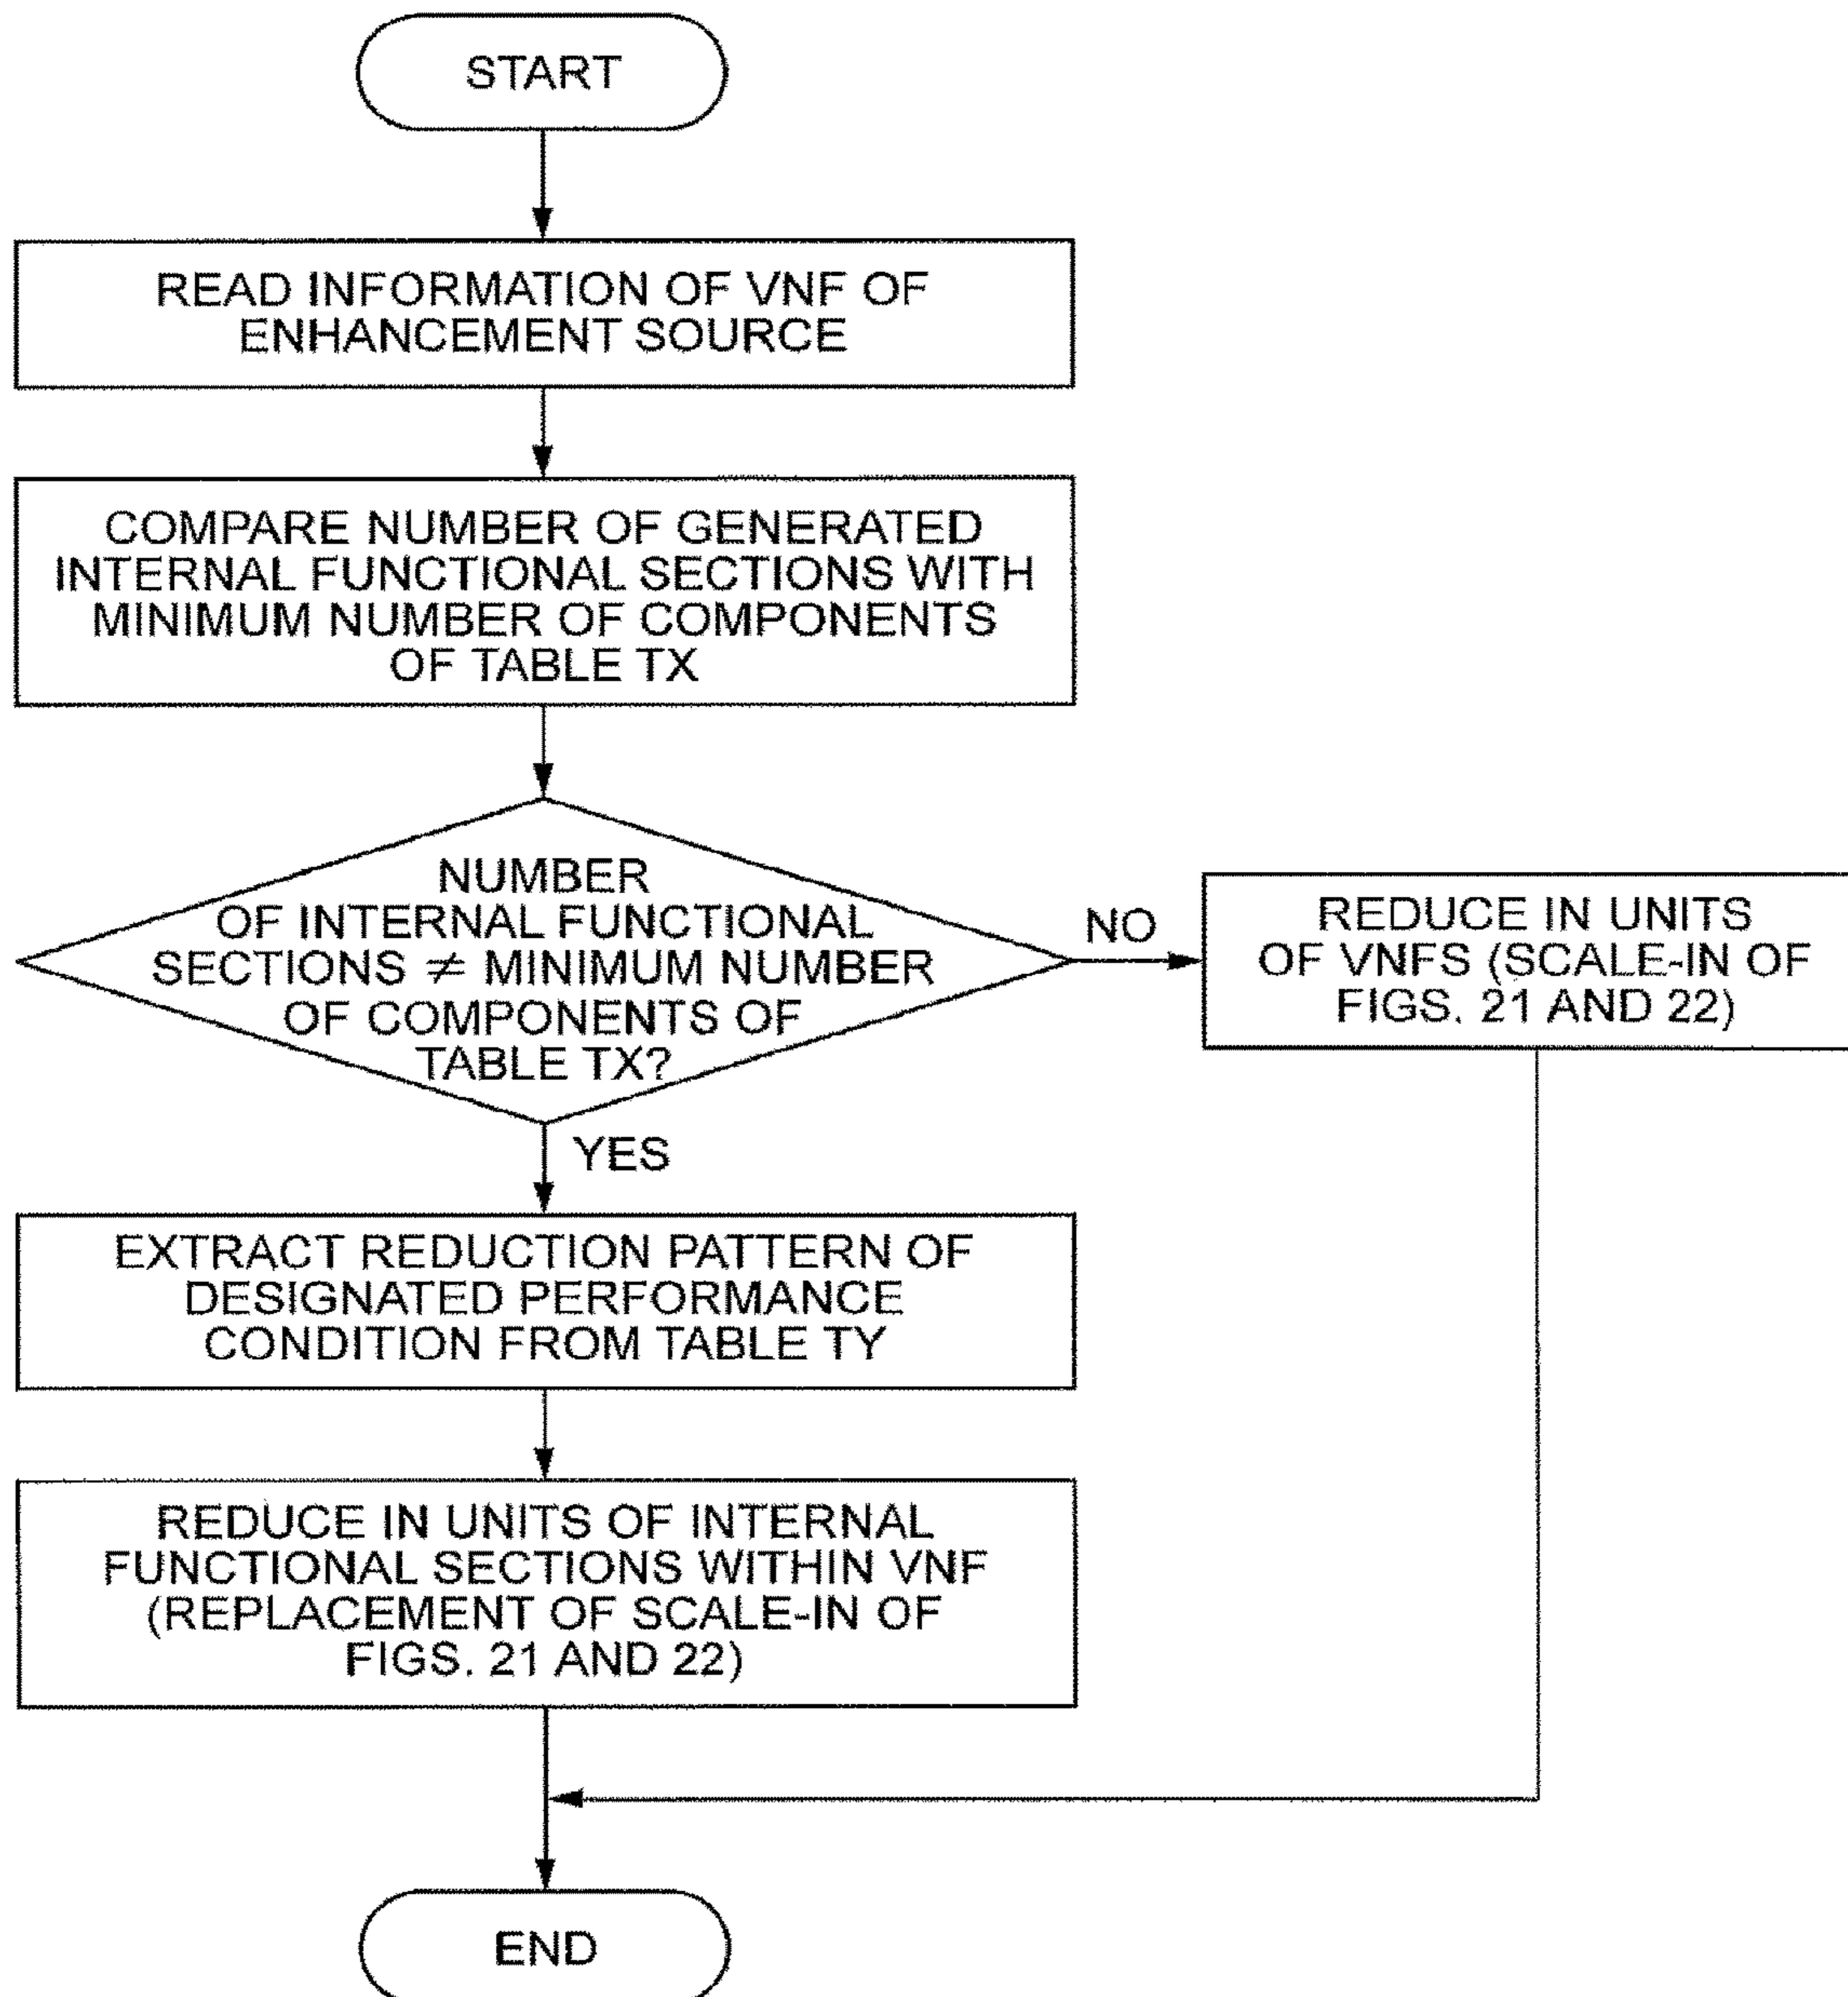 START
READ INFORMATION OF VNF OF
ENHANCEMENT SOURCE
COMPARE NUMBER OF GENERATED
INTERNAL FUNCTIONAL SECTIONS WITH
MINIMUM NUMBER OF COMPONENTS
OF TABLE TX
NUMBER
OF INTERNAL FUNCTIONAL
SECTIONS ≠ MINIMUM NUMBER
OF COMPONENTS OF
TABLE TX?
NO
REDUCE IN UNITS
OF VNFS (SCALE-IN OF
FIGS. 21 AND 22)
YES
EXTRACT REDUCTION PATTERN OF
DESIGNATED PERFORMANCE
CONDITION FROM TABLE TY
REDUCE IN UNITS OF INTERNAL
FUNCTIONAL SECTIONS WITHIN VNF
(REPLACEMENT OF SCALE-IN OF
FIGS. 21 AND 22)
END